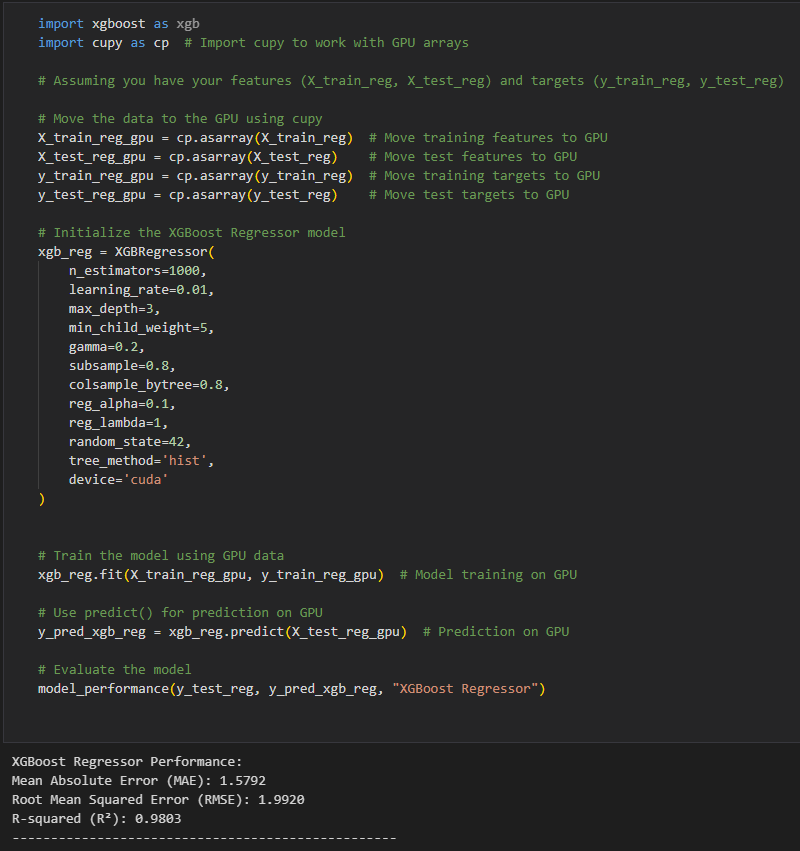 import xgboost as xgb
import cupy as cp  # Import cupy to work with GPU arrays
# Assuming you have your features (X_train_reg, X_test_reg) and targets (y_train_reg, y_test_reg)
# Move the data to the GPU using cupy
X_train_reg_gpu = cp.asarray(X_train_reg)  # Move training features to GPU
X_test_reg_gpu = cp.asarray(X_test_reg)    # Move test features to GPU
y_train_reg_gpu = cp.asarray(y_train_reg)  # Move training targets to GPU
y_test_reg_gpu = cp.asarray(y_test_reg)    # Move test targets to GPU
# Initialize the XGBoost Regressor model
xgb_reg = XGBRegressor(
    n_estimators=1000,
    learning_rate=0.01,
    max_depth=3,
    min_child_weight=5,
    gamma=0.2,
    subsample=0.8,
    colsample_bytree=0.8,
    reg_alpha=0.1,
    reg_lambda=1,
    random_state=42,
    tree_method='hist',
    device='cuda'
)
# Train the model using GPU data
xgb_reg.fit(X_train_reg_gpu, y_train_reg_gpu)  # Model training on GPU
# Use predict() for prediction on GPU
y_pred_xgb_reg = xgb_reg.predict(X_test_reg_gpu)  # Prediction on GPU
# Evaluate the model
model_performance(y_test_reg, y_pred_xgb_reg, "XGBoost Regressor")
XGBoost Regressor Performance:
Mean Absolute Error (MAE): 1.5792
Root Mean Squared Error (RMSE): 1.9920
R-squared (R²): 0.9803
--------------------------------------------------